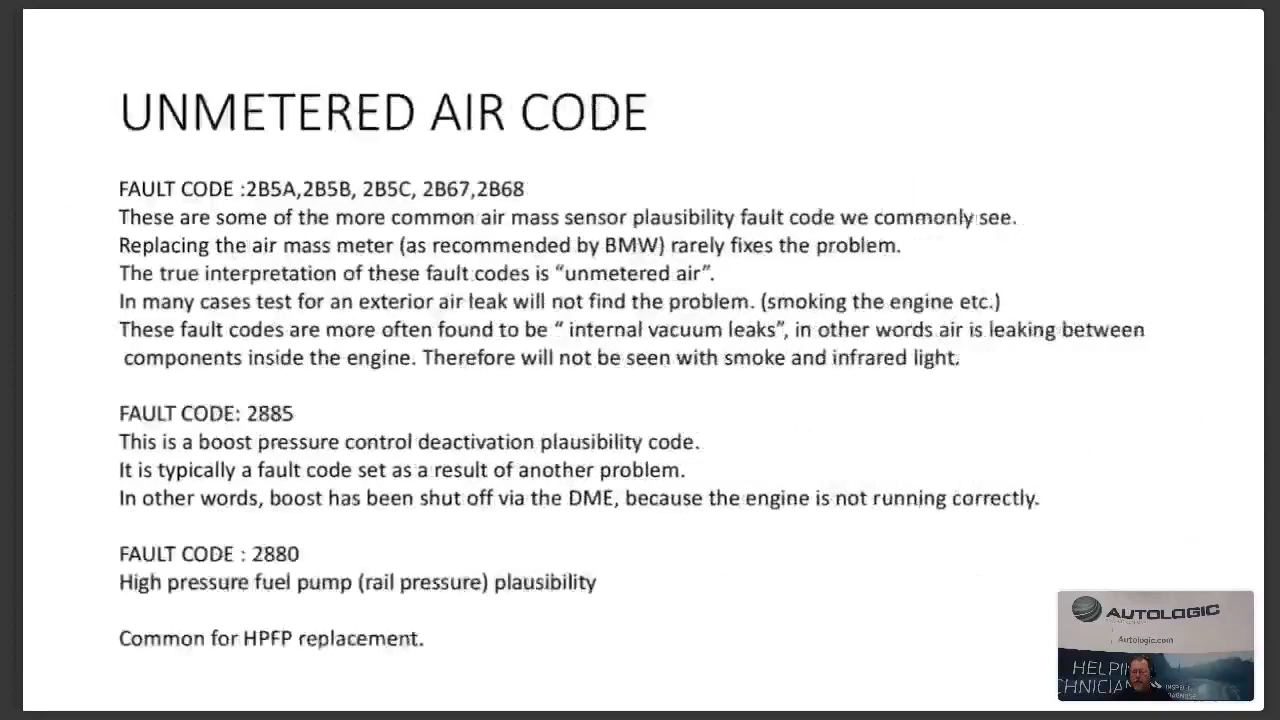 UNMETERED AIR CODE
FAULT CODE :2B5A,2B5B, 2B5C, 2B67,2B68
These are some of the more common air mass sensor plausibility fault code we commonly see.
Replacing the air mass meter (as recommended by BMW) rarely fixes the problem.
The true interpretation of these fault codes is “unmetered air”.
In many cases test for an exterior air leak will not find the problem. (smoking the engine etc.)
These fault codes are more often found to be “ internal vacuum leaks”, in other words air is leaking between
components inside the engine. Therefore will not be seen with smoke and infrared light.
FAULT CODE: 2885
This is a boost pressure control deactivation plausibility code.
It is typically a fault code set as a result of another problem.
In other words, boost has been shut off via the DME, because the engine is not running correctly.
FAULT CODE : 2880
High pressure fuel pump (rail pressure) plausibility
Common for HPFP replacement.
AUTOLOGIC
Autologic.com
HELPIN
CHNICIA
INSPECT,
DIAGNOSE